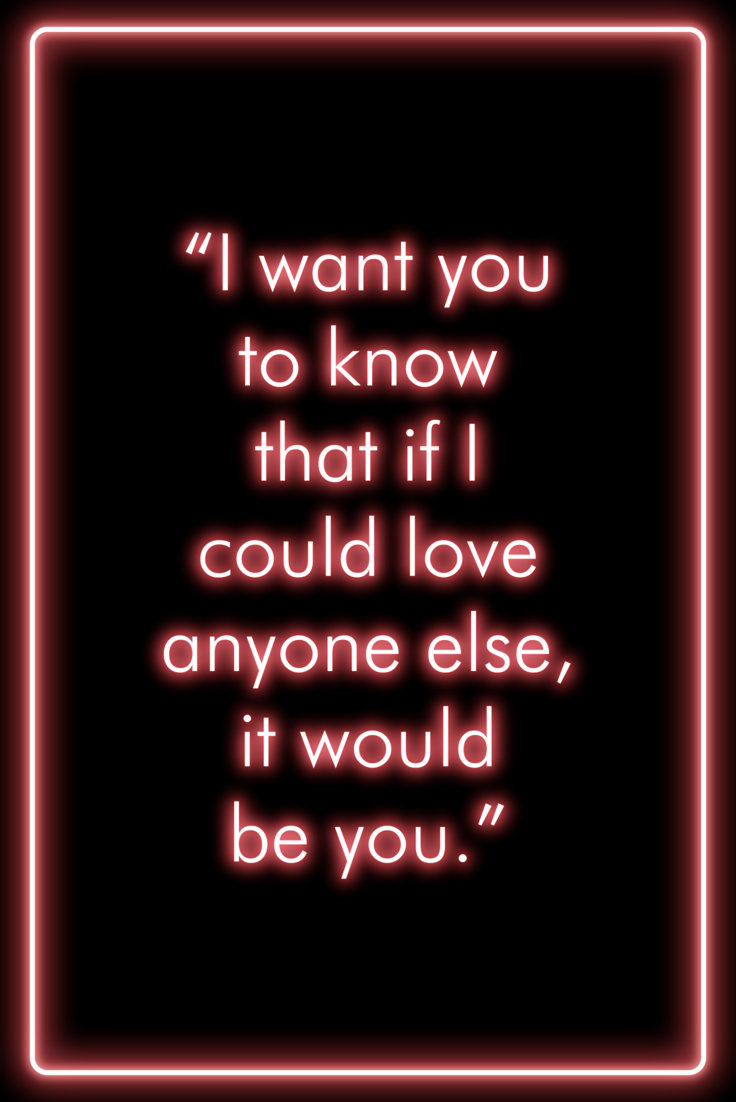 “I want you
to know
that if I
could love
anyone else,
it would
be you.”